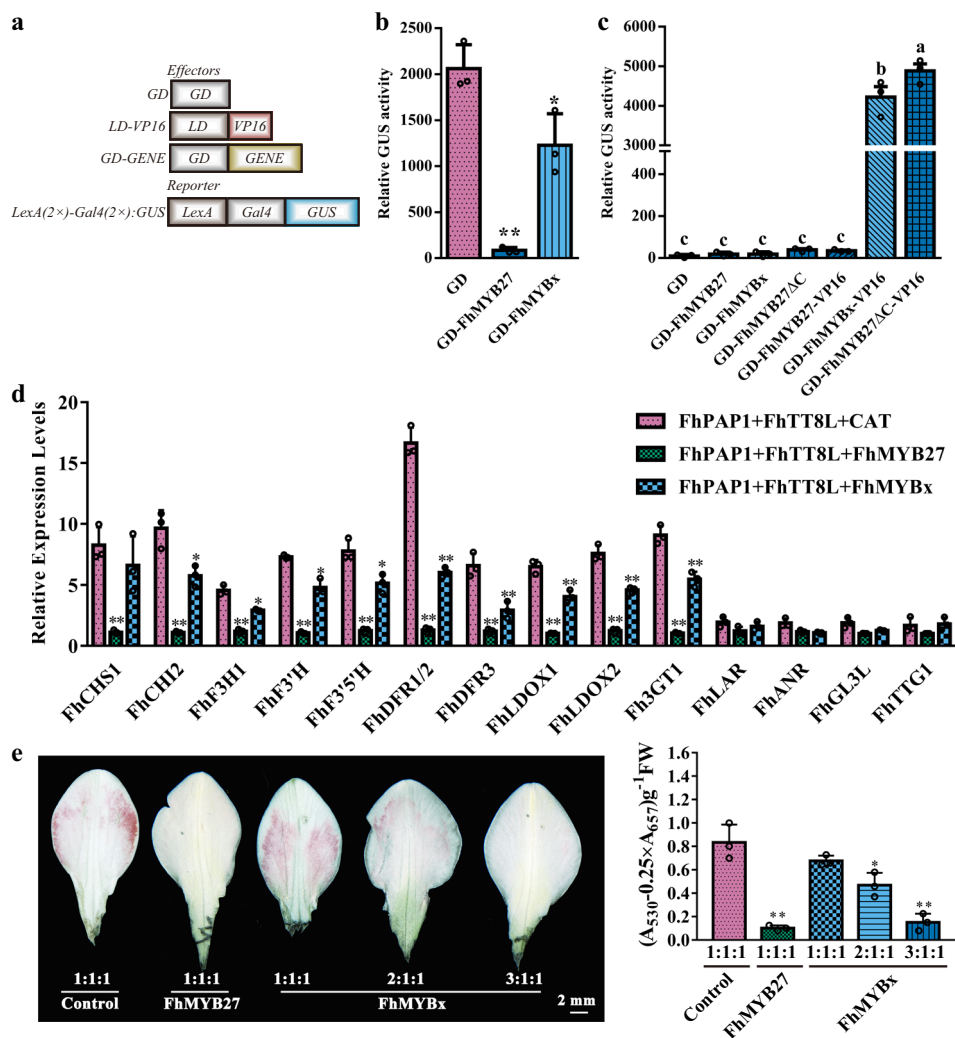 a
Effectors
GD GD
LD-VP16 LD VP16
GD-GENE GD GENE
Reporter
LexA(2×)-Gal4(2×):GUS LexA Gal4 GUS
b
Relative GUS activity
2500
2000
1500
1000
500
0
**
*
GD
GD-FhMYB27
GD-FhMYBx
c
Relative GUS activity
6000
5000
4000
3000
200
100
0
c c c c c b a
GD
GD-FhMYB27
GD-FhMYBx
GD-FhMYB27ΔC
GD-FhMYB27-VP16
GD-FhMYBx-VP16
GD-FhMYB27ΔC-VP16
d
Relative Expression Levels
20
15
10
5
0
FhPAP1+FhTT8L+CAT
FhPAP1+FhTT8L+FhMYB27
FhPAP1+FhTT8L+FhMYBx
** ** * ** * ** * ** * ** ** ** ** ** ** ** ** ** **
FhCHS1
FhCHI2
FhF3H1
FhF3'H
FhF3'5'H
FhDFR1/2
FhDFR3
FhLDOX1
FhLDOX2
Fh3GT1
FhLAR
FhANR
FhGL3L
FhTTG1
e
1:1:1 1:1:1 1:1:1 2:1:1 3:1:1
Control FhMYB27 FhMYBx
2 mm
(A530-0.25×A657)g-1FW
1.6
1.4
1.2
1.0
0.8
0.6
0.4
0.2
0.0
** * **
1:1:1 1:1:1 1:1:1 2:1:1 3:1:1
Control
FhMYB27
FhMYBx